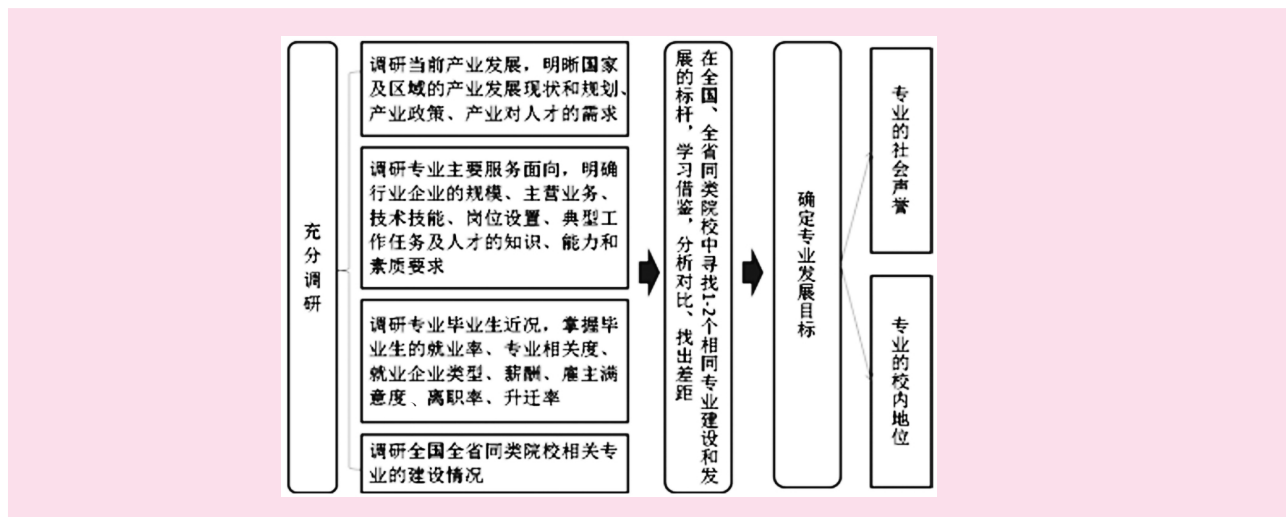 充分调研
调研当前产业发展，明晰国家
及区域的产业发展现状和规划、
产业政策、产业对人才的需求
调研专业主要服务面向，明确
行业企业的规模、主营业务、
技术技能、岗位设置、典型工
作任务及人才的知识、能力和
素质要求
调研专业毕业生近况，掌握毕
业生的就业率、专业相关度、
就业企业类型、薪酬、雇主满
意度、离职率、升迁率
调研全国全省同类院校相关专
业的建设情况
在全国、全省同类院校中寻找1-2个相同专业建设和发
展的标杆，学习借鉴，分析对比、找出差距
确定专业发展目标
专业的社会声誉
专业的校内地位